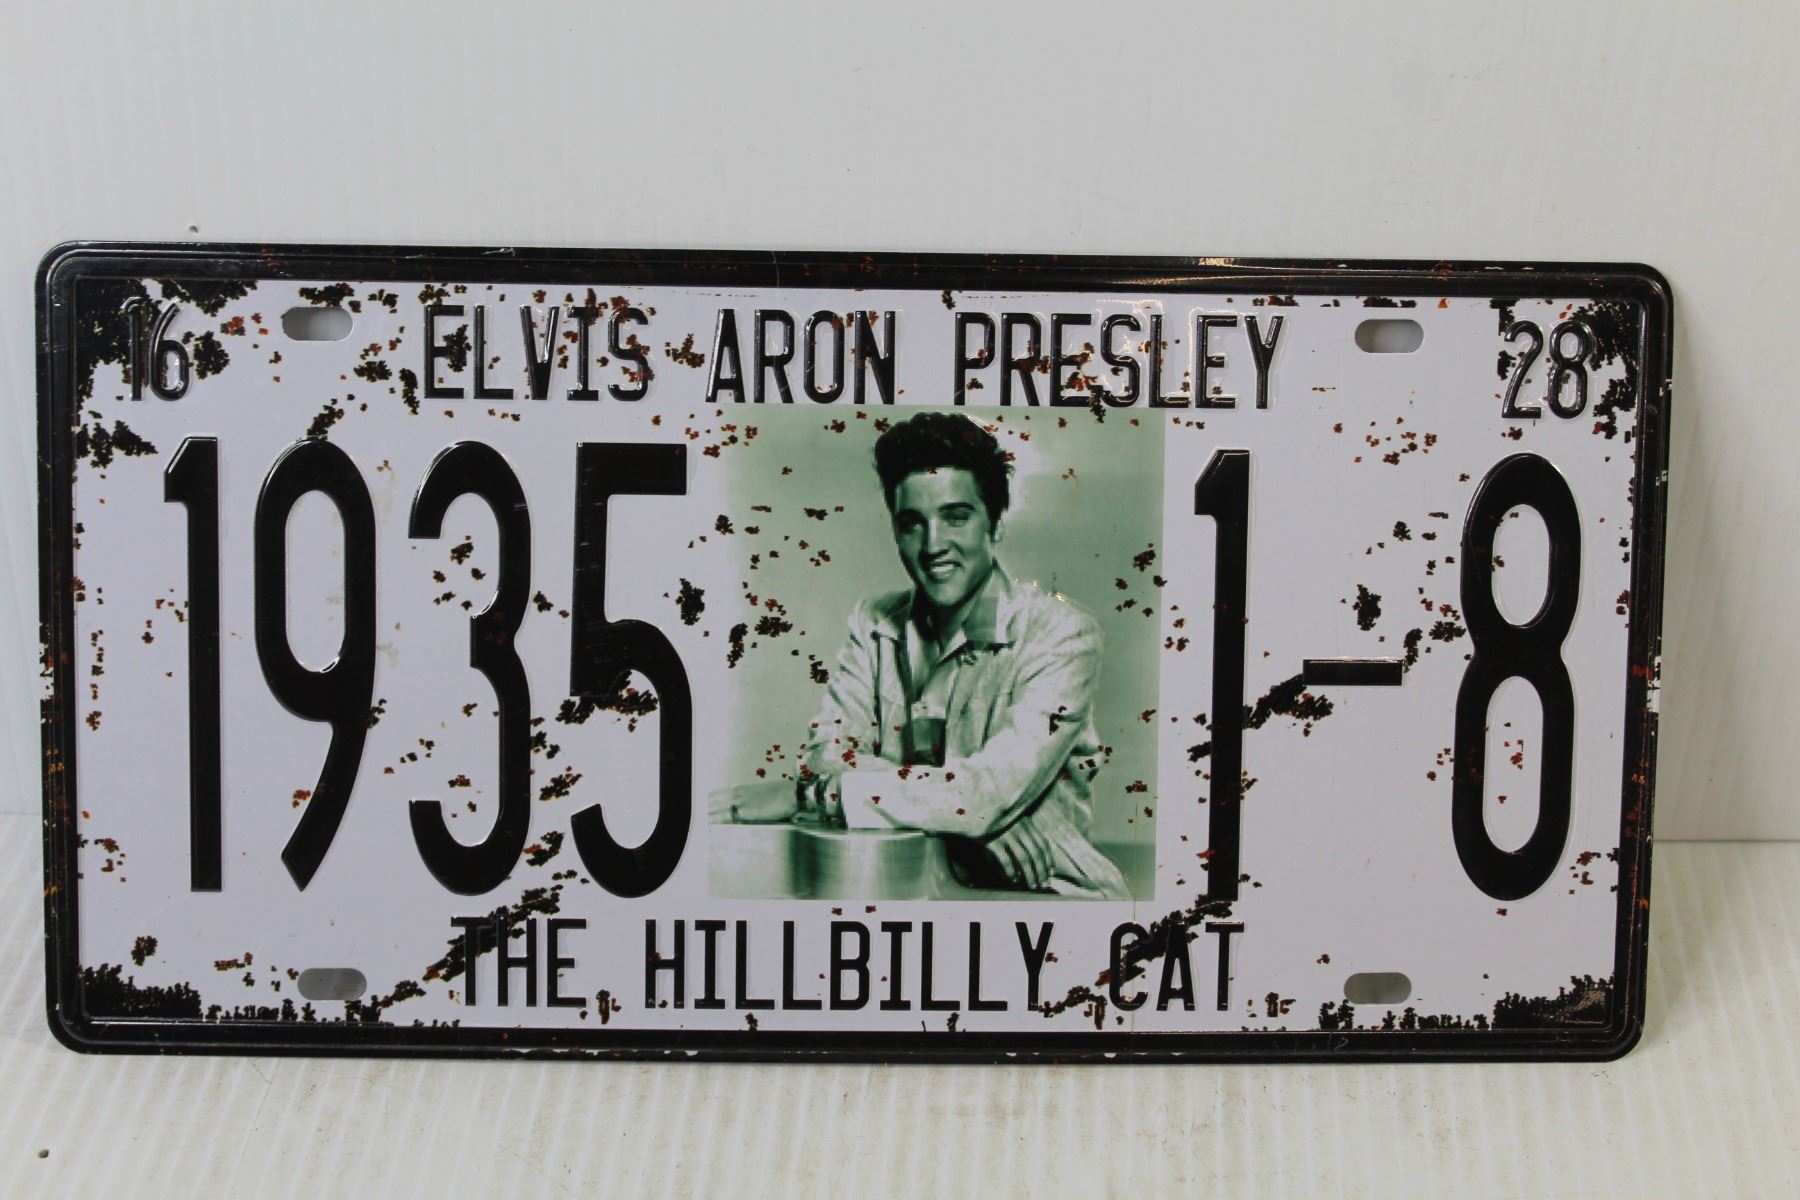 16 ELVIS ARON PRESLEY 28
1935 1-8
THE HILLBILLY CAT